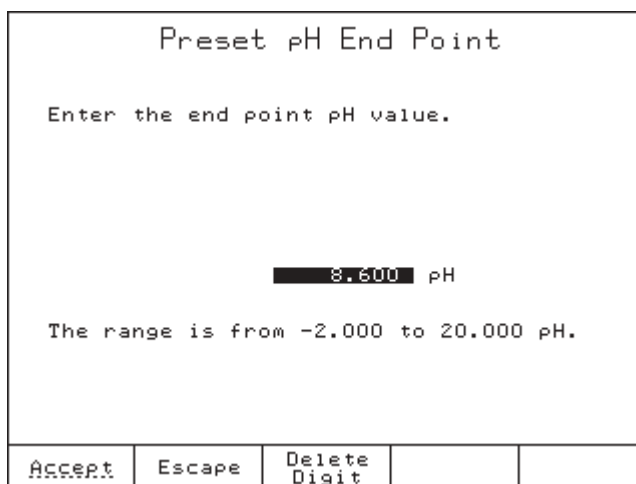 Preset pH End Point
Enter the end point pH value.
8.600 pH
The range is from -2.000 to 20.000 pH.
Accept Escape Delete Digit